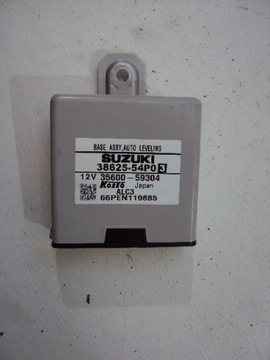 BASE ASSY,AUTO LEVELING
SUZUKI
38625-54P0 3
12V 35600-59304
KOITO Japan
ALC3
66PEN119885